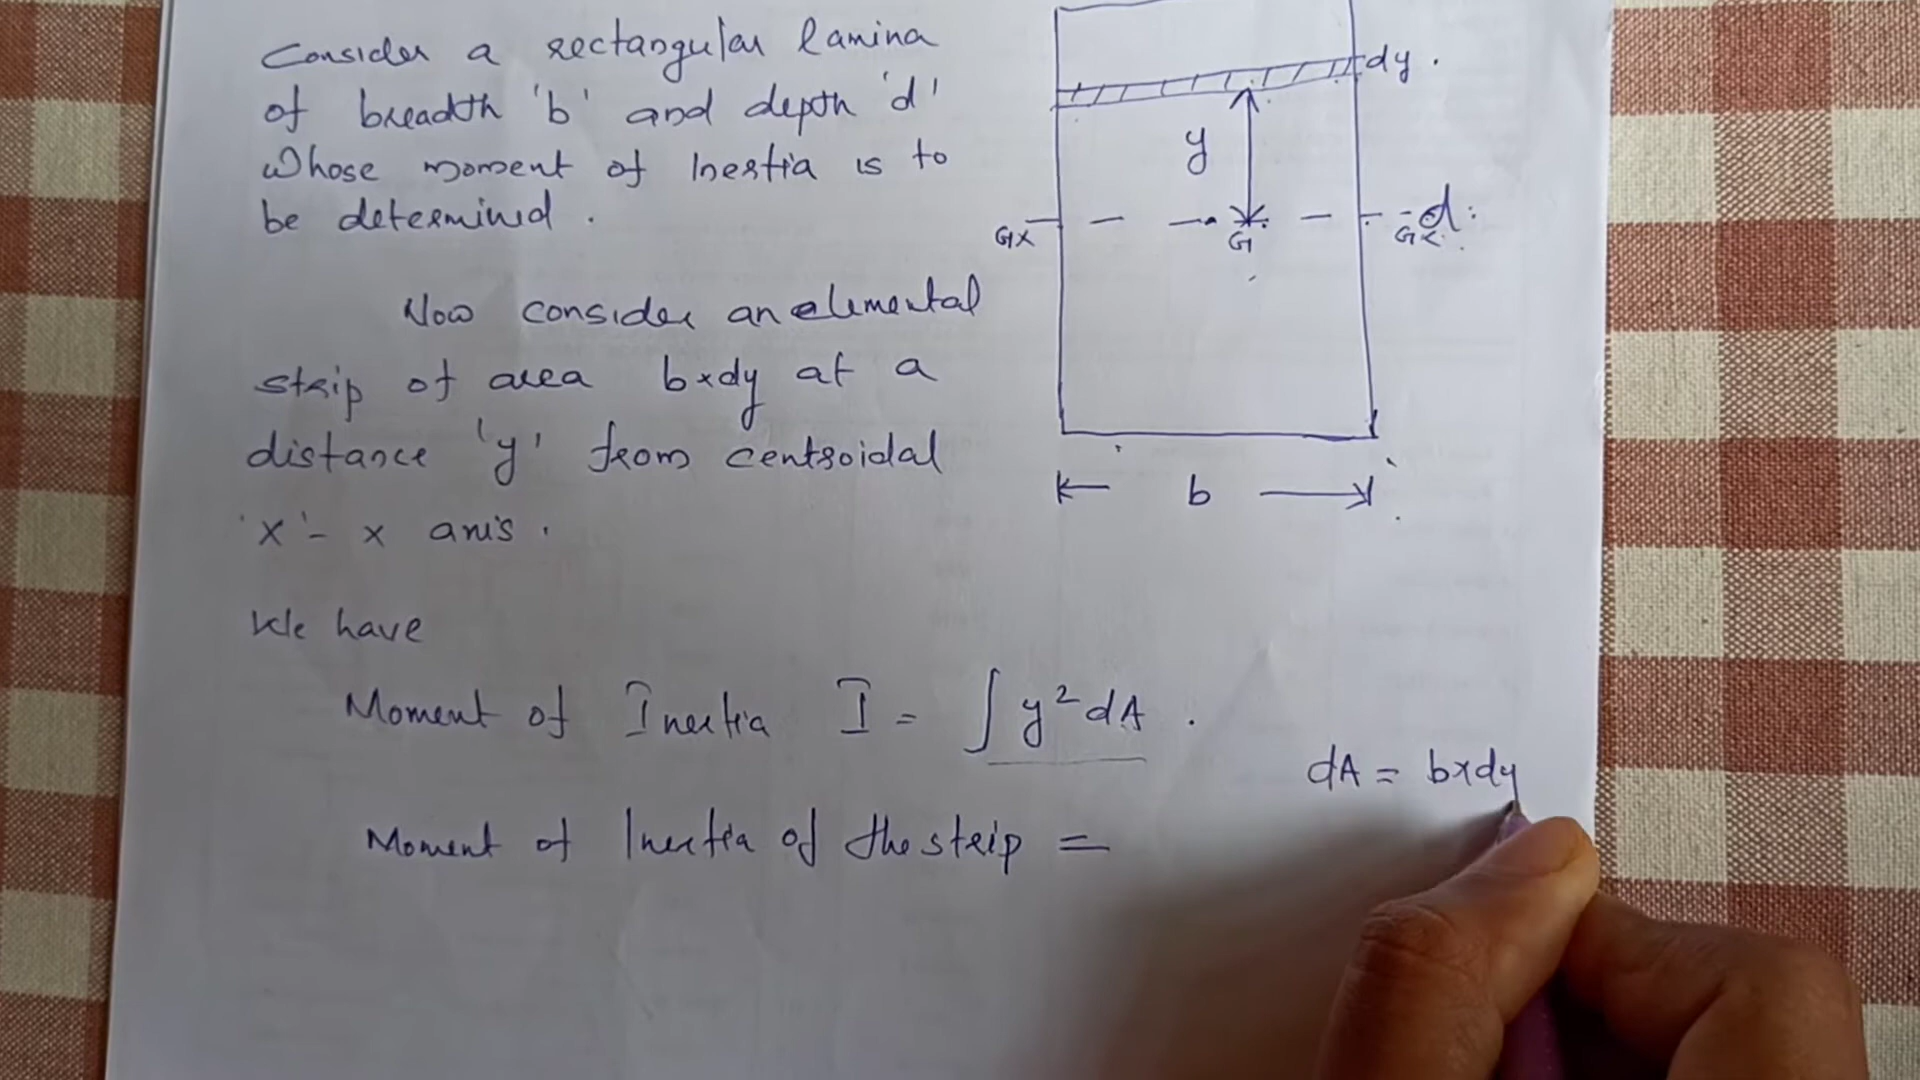 Consider a rectangular lamina
of breadth 'b' and depth 'd'
Whose moment of Inertia is to
be determined.
Now consider an elemental
strip of area b×dy at a
distance 'y' from centroidal
x - x axis.
We have
Moment of Inertia I = ∫ y² dA .
dA = b×dy
Moment of Inertia of the strip =
dy .
y
d
Gx
G
Gx
b